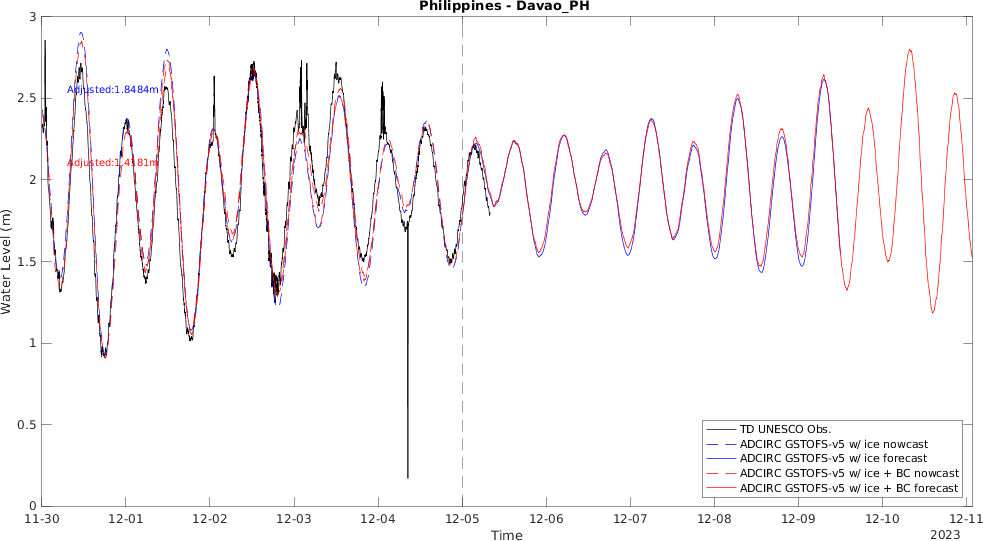 Philippines - Davao_PH
3
2.5
2
1.5
1
0.5
0
Water Level (m)
Adjusted:1.8484m
Adjusted:1.4181m
TD UNESCO Obs.
ADCIRC GSTOFS-v5 w/ ice nowcast
ADCIRC GSTOFS-v5 w/ ice forecast
ADCIRC GSTOFS-v5 w/ ice + BC nowcast
ADCIRC GSTOFS-v5 w/ ice + BC forecast
11-30 12-01 12-02 12-03 12-04 12-05 12-06 12-07 12-08 12-09 12-10 12-11
Time
2023